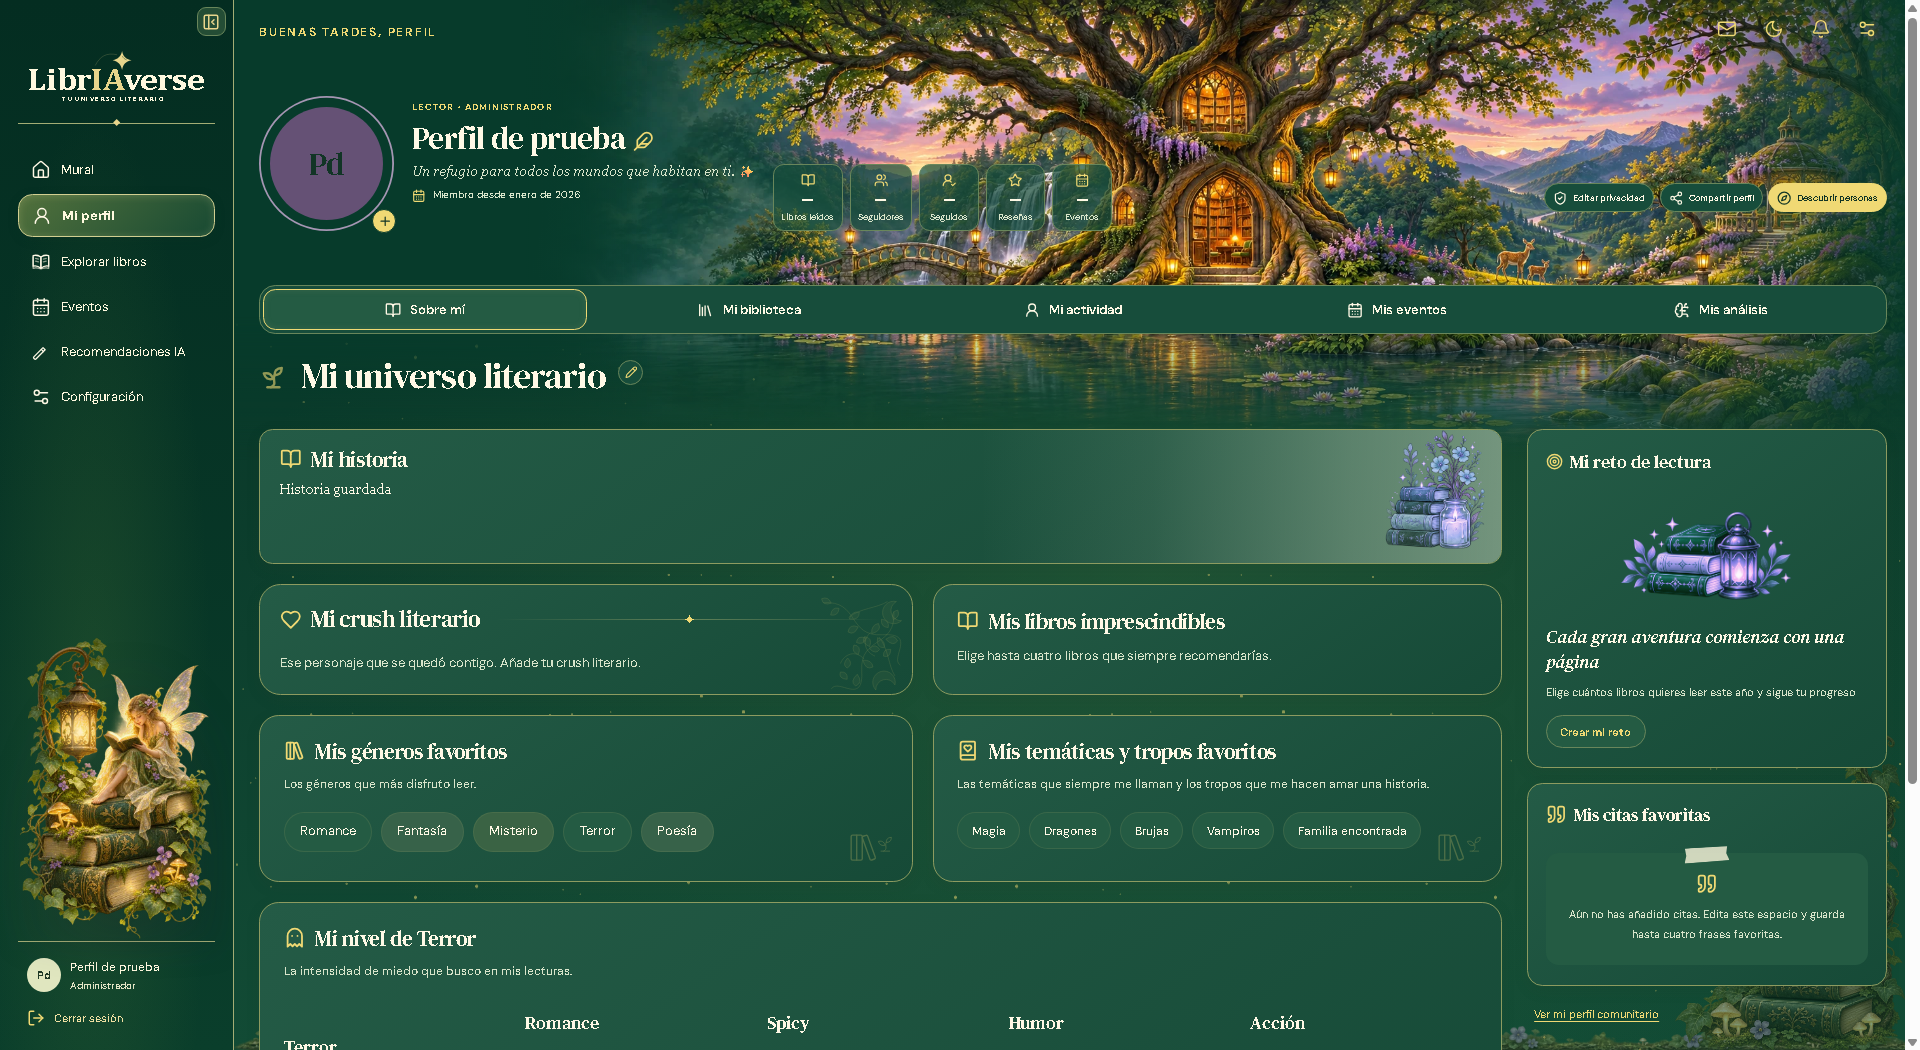 LibrIAverse
TU UNIVERSO LITERARIO
Mural
Mi perfil
Explorar libros
Eventos
Recomendaciones IA
Configuración
Pd
Perfil de prueba
Administrador
Cerrar sesión
BUENAS TARDES, PERFIL
Pd
LECTOR • ADMINISTRADOR
Perfil de prueba
Un refugio para todos los mundos que habitan en ti. ✨
Miembro desde enero de 2026
—
Libros leídos
—
Seguidores
—
Seguidos
—
Reseñas
—
Eventos
Editar privacidad
Compartir perfil
Descubrir personas
Sobre mí
Mi biblioteca
Mi actividad
Mis eventos
Mis análisis
Mi universo literario
Mi historia
Historia guardada
Mi crush literario
Ese personaje que se quedó contigo. Añade tu crush literario.
Mis libros imprescindibles
Elige hasta cuatro libros que siempre recomendarías.
Mis géneros favoritos
Los géneros que más disfruto leer.
Romance
Fantasía
Misterio
Terror
Poesía
Mis temáticas y tropos favoritos
Las temáticas que siempre me llaman y los tropos que me hacen amar una historia.
Magia
Dragones
Brujas
Vampiros
Familia encontrada
Mi nivel de Terror
La intensidad de miedo que busco en mis lecturas.
Romance
Spicy
Humor
Acción
Terror
Mi reto de lectura
Cada gran aventura comienza con una
página
Elige cuántos libros quieres leer este año y sigue tu progreso
Crear mi reto
Mis citas favoritas
Aún no has añadido citas. Edita este espacio y guarda
hasta cuatro frases favoritas.
Ver mi perfil comunitario